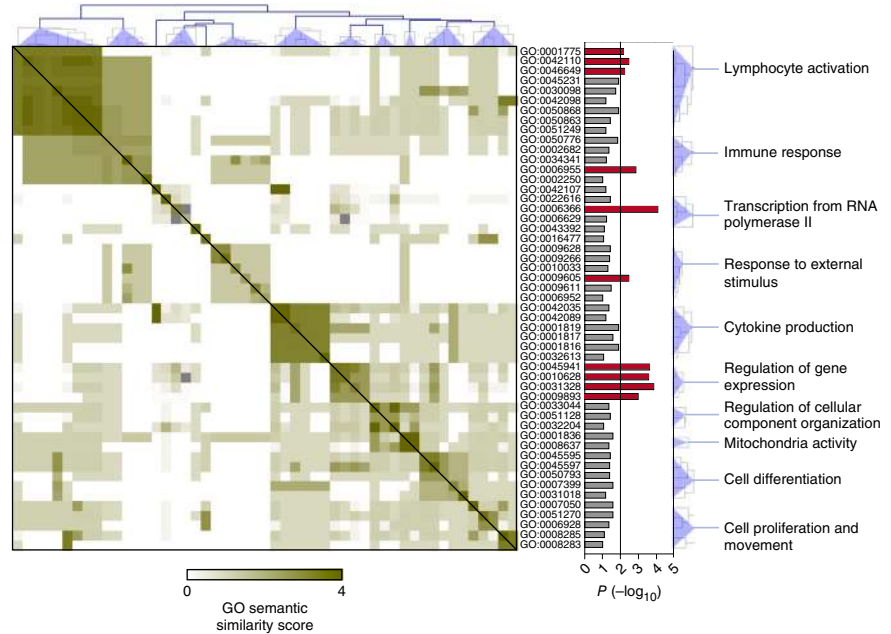 GO:0001775
GO:0042110
GO:0046649
GO:0045231
GO:0030098
GO:0042098
GO:0050868
GO:0050863
GO:0051249
GO:0050776
GO:0002682
GO:0034341
GO:0006955
GO:0002250
GO:0042107
GO:0022616
GO:0006366
GO:0006629
GO:0043392
GO:0016477
GO:0009628
GO:0009266
GO:0010033
GO:0009605
GO:0009611
GO:0006952
GO:0042035
GO:0042089
GO:0001819
GO:0001817
GO:0001816
GO:0032613
GO:0045941
GO:0010628
GO:0031328
GO:0009893
GO:0033044
GO:0051128
GO:0032204
GO:0001836
GO:0008637
GO:0045595
GO:0045597
GO:0050793
GO:0007399
GO:0031018
GO:0007050
GO:0051270
GO:0006928
GO:0008285
GO:0008283
Lymphocyte activation
Immune response
Transcription from RNA
polymerase II
Response to external
stimulus
Cytokine production
Regulation of gene
expression
Regulation of cellular
component organization
Mitochondria activity
Cell differentiation
Cell proliferation and
movement
0 1 2 3 4 5
P (–log10)
0 4
GO semantic
similarity score